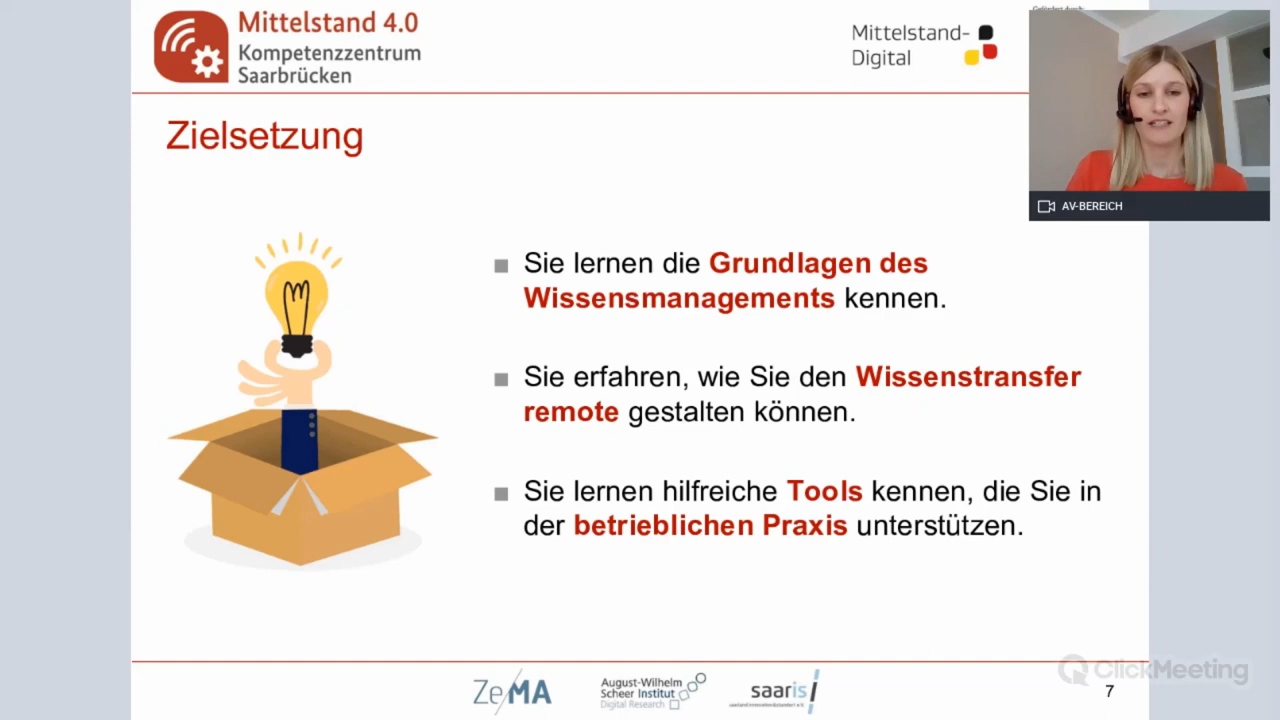 Mittelstand 4.0
Kompetenzzentrum
Saarbrücken
Mittelstand-
Digital
Gefördert durch:
AV-BEREICH
Zielsetzung
Sie lernen die Grundlagen des
Wissensmanagements kennen.
Sie erfahren, wie Sie den Wissenstransfer
remote gestalten können.
Sie lernen hilfreiche Tools kennen, die Sie in
der betrieblichen Praxis unterstützen.
ZeMA
August-Wilhelm
Scheer Institut
Digital Research
saaris
ClickMeeting
7